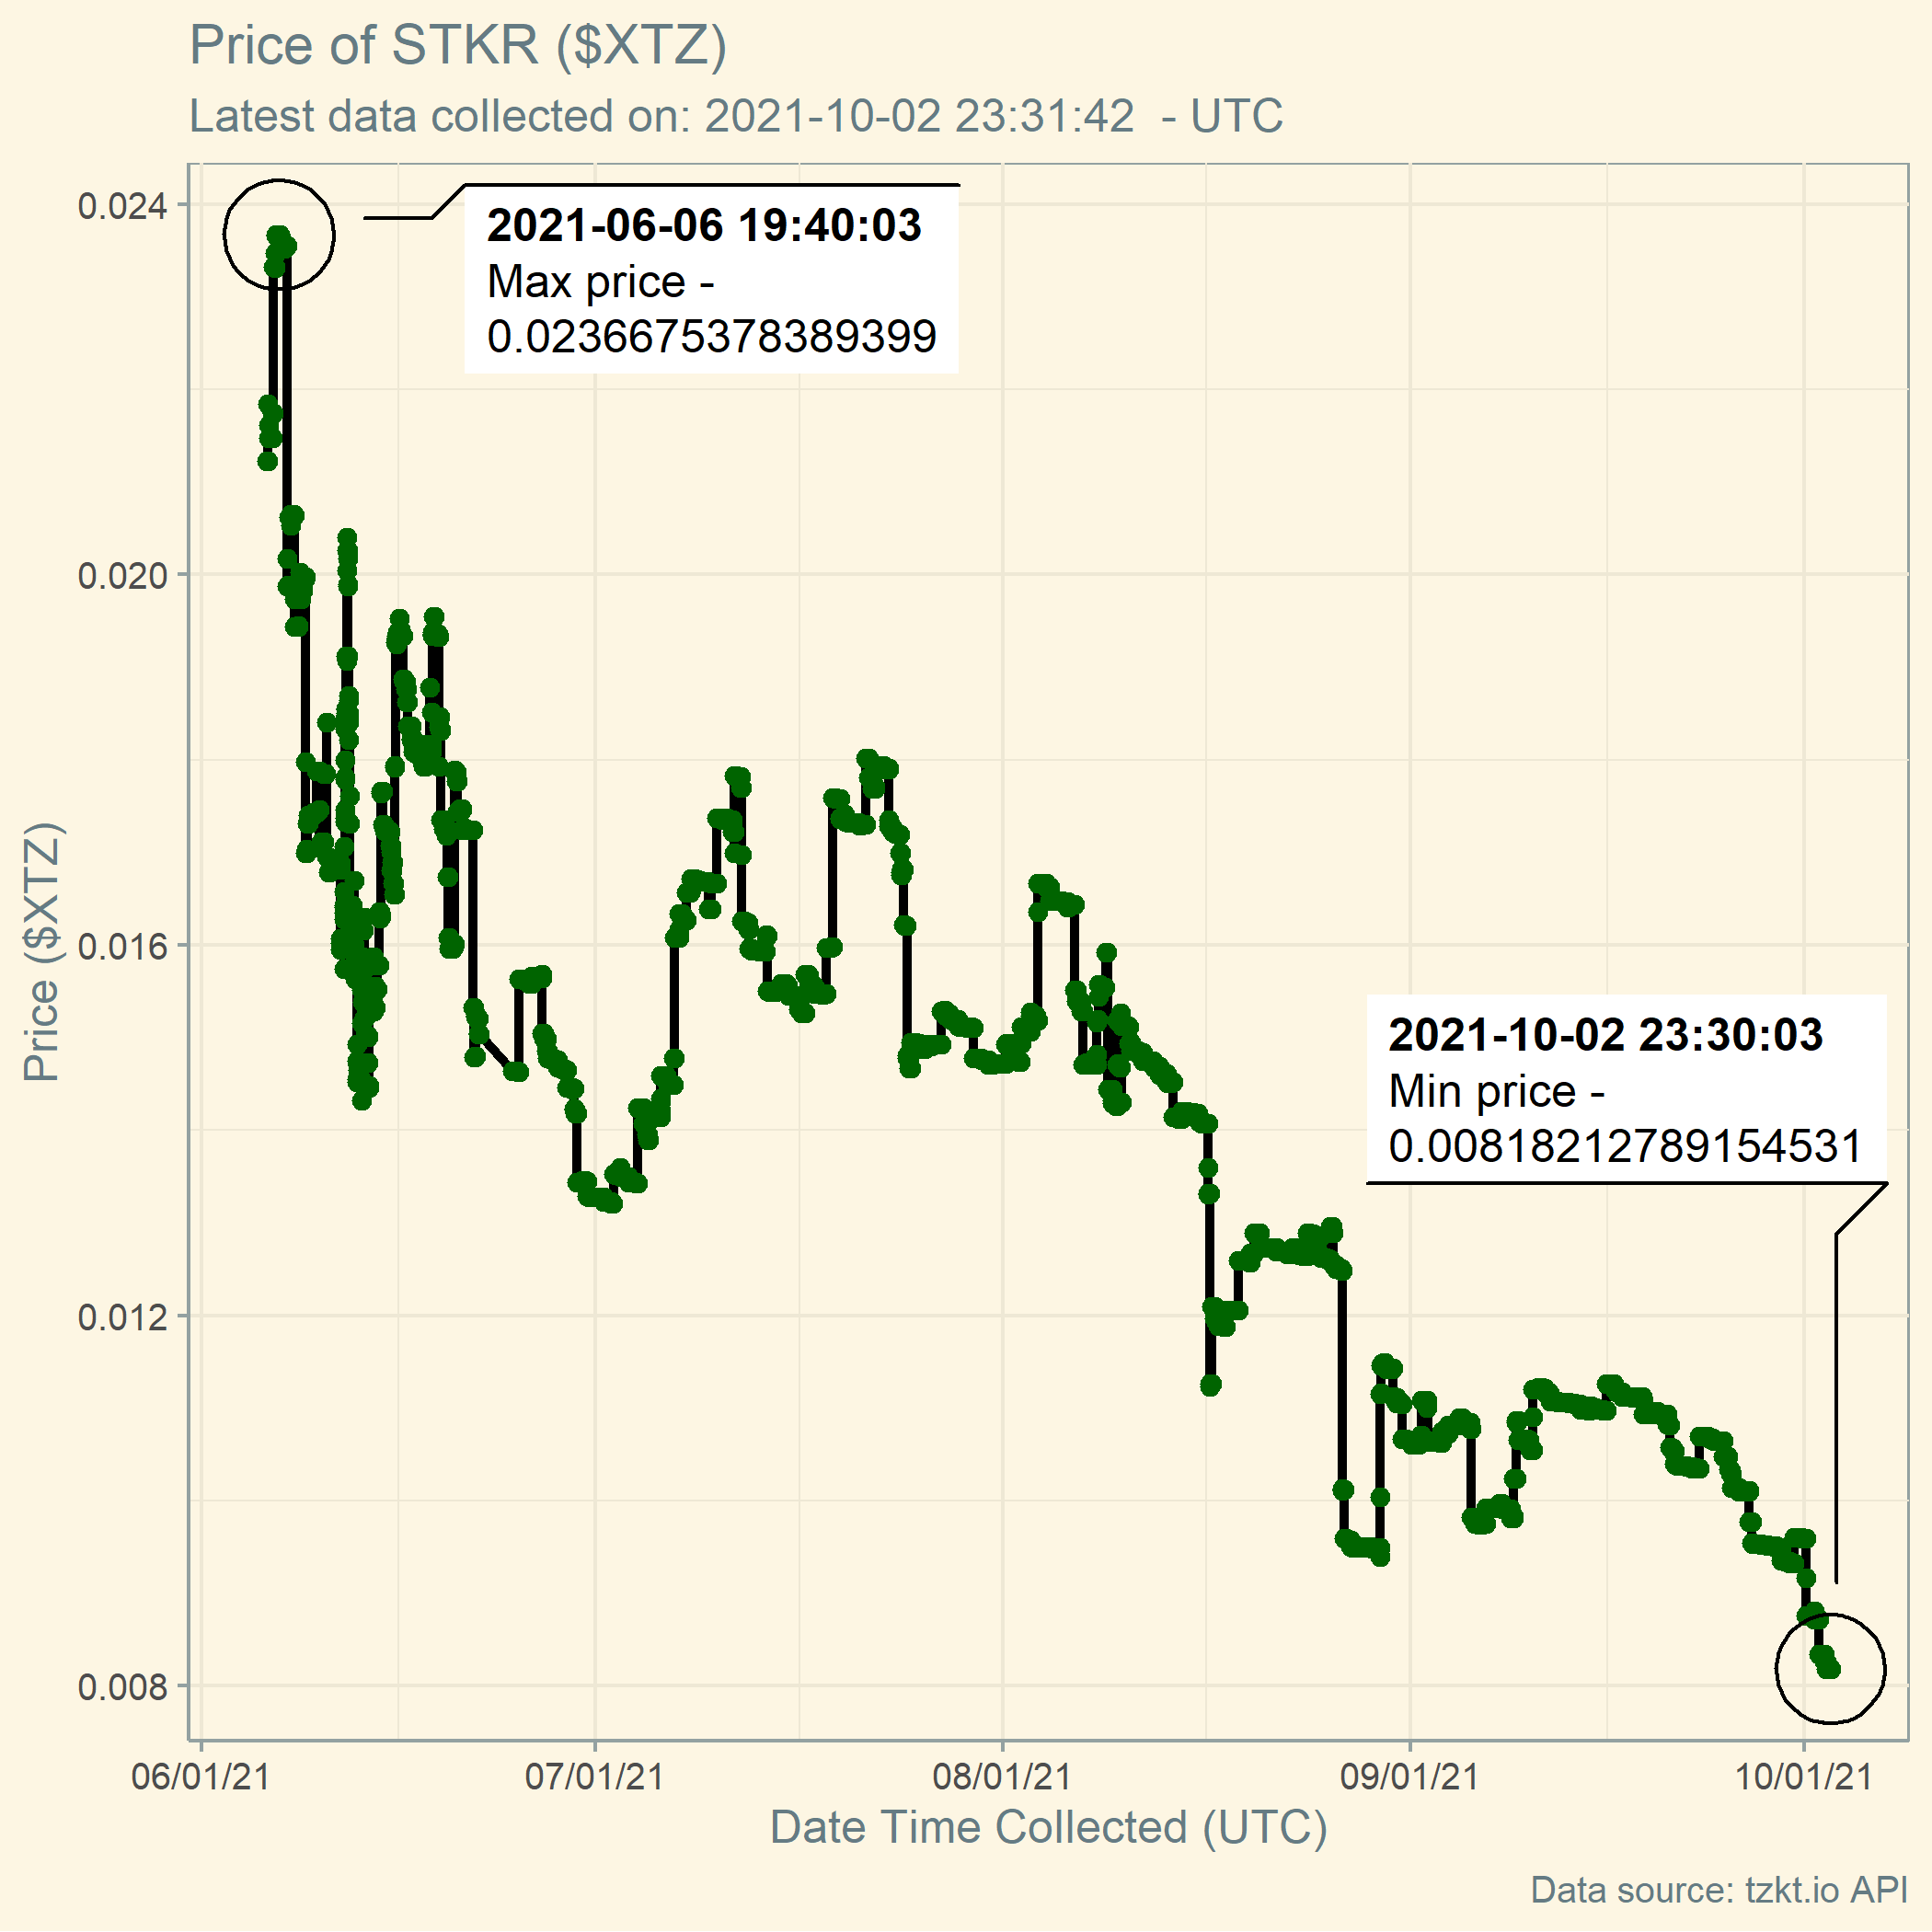 Price of STKR ($XTZ)
Latest data collected on: 2021-10-02 23:31:42  - UTC
0.024
0.020
0.016
0.012
0.008
Price ($XTZ)
2021-06-06 19:40:03
Max price -
0.0236675378389399
2021-10-02 23:30:03
Min price -
0.00818212789154531
06/01/21
07/01/21
08/01/21
09/01/21
10/01/21
Date Time Collected (UTC)
Data source: tzkt.io API